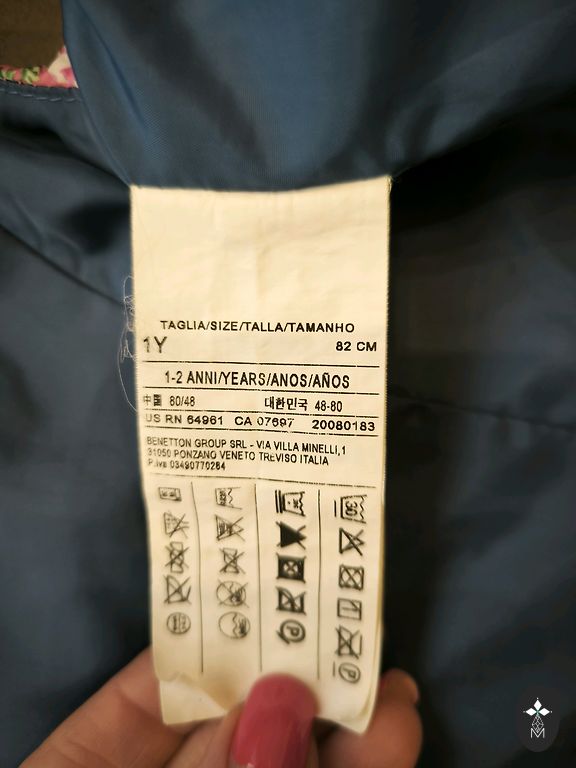 TAGLIA/SIZE/TALLA/TAMANHO
1Y 82 CM
1-2 ANNI/YEARS/ANOS/AÑOS
中国 80/48 대한민국 48-80
US RN 64961 CA 07697 20080183
BENETTON GROUP SRL - VIA VILLA MINELLI,1
31050 PONZANO VENETO TREVISO ITALIA
P.iva 03490770284